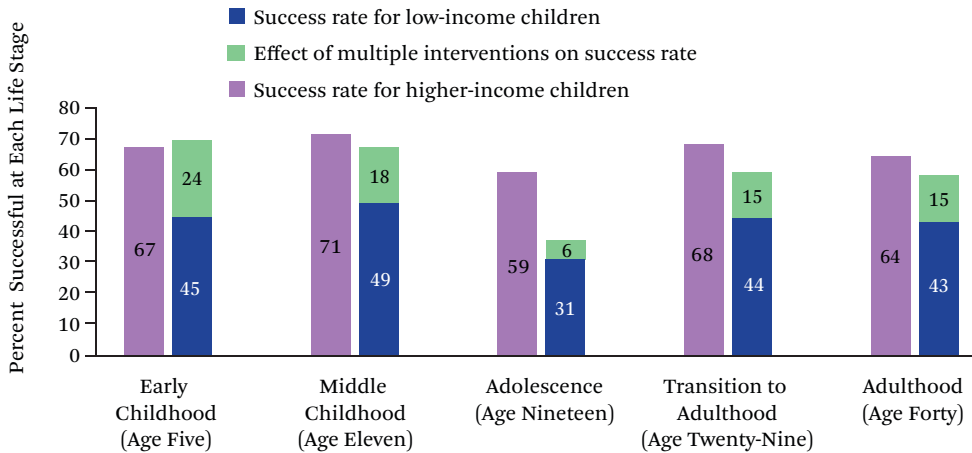 Success rate for low-income children
Effect of multiple interventions on success rate
Success rate for higher-income children
Percent Successful at Each Life Stage
80
70
60
50
40
30
20
10
0
67
24
45
71
18
49
59
6
31
68
15
44
64
15
43
Early
Childhood
(Age Five)
Middle
Childhood
(Age Eleven)
Adolescence
(Age Nineteen)
Transition to
Adulthood
(Age Twenty-Nine)
Adulthood
(Age Forty)